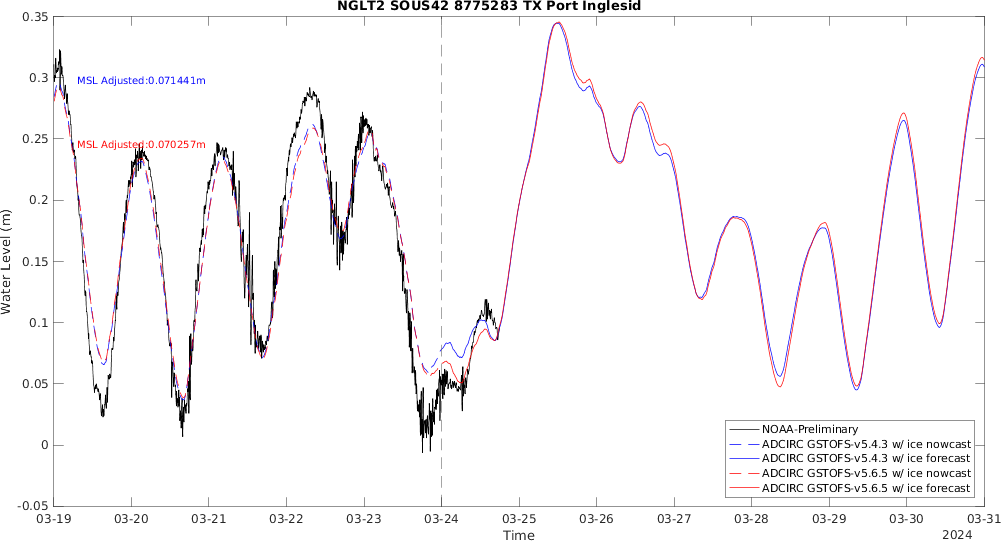 NGLT2 SOUS42 8775283 TX Port Inglesid
0.35
0.3
0.25
0.2
0.15
0.1
0.05
0
-0.05
Water Level (m)
MSL Adjusted:0.071441m
MSL Adjusted:0.070257m
NOAA-Preliminary
ADCIRC GSTOFS-v5.4.3 w/ ice nowcast
ADCIRC GSTOFS-v5.4.3 w/ ice forecast
ADCIRC GSTOFS-v5.6.5 w/ ice nowcast
ADCIRC GSTOFS-v5.6.5 w/ ice forecast
03-19 03-20 03-21 03-22 03-23 03-24 03-25 03-26 03-27 03-28 03-29 03-30 03-31
Time
2024